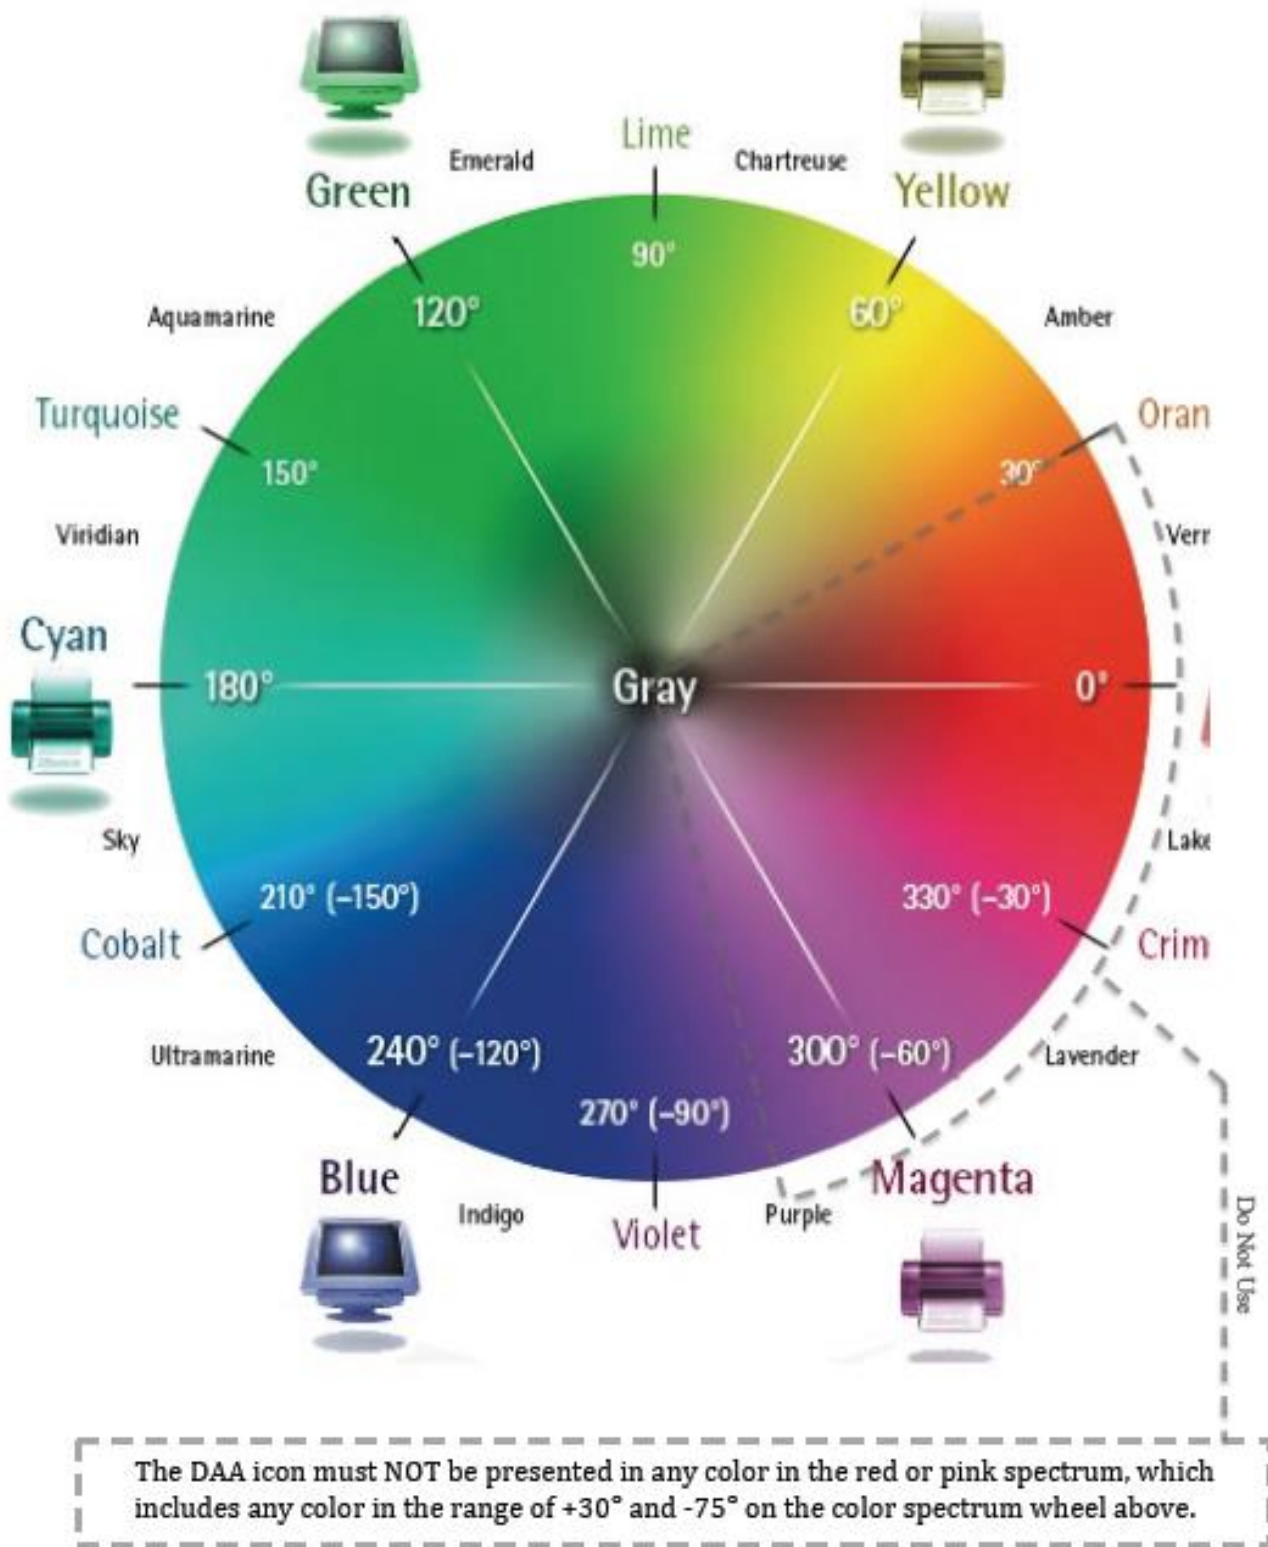 Lime
Emerald
Chartreuse
Green
Yellow
90°
120°
60°
Aquamarine
Amber
Turquoise
Oran
150°
30°
Viridian
Verr
Cyan
180°
Gray
0°
Sky
Lake
210° (–150°)
330° (–30°)
Cobalt
Crim
Ultramarine
240° (–120°)
300° (–60°)
Lavender
270° (–90°)
Blue
Magenta
Indigo
Violet
Purple
Do Not Use
The DAA icon must NOT be presented in any color in the red or pink spectrum, which
includes any color in the range of +30° and -75° on the color spectrum wheel above.